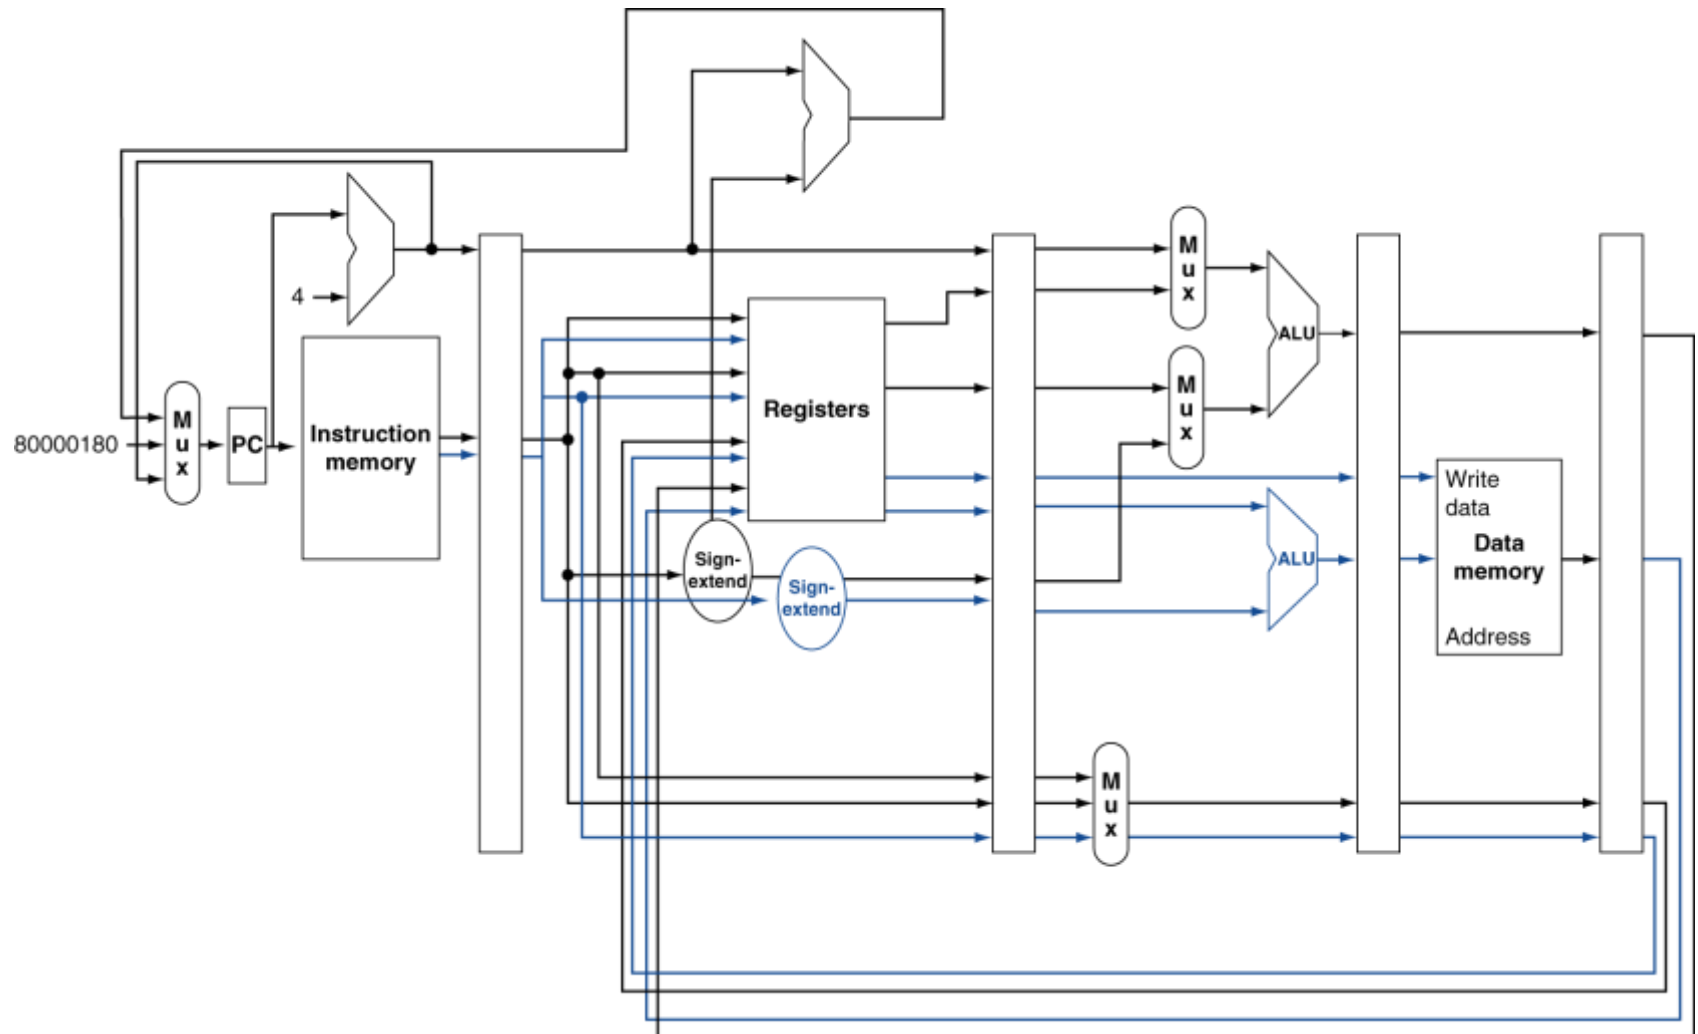 4
80000180
M
u
x
PC
Instruction
memory
Registers
Sign-
extend
Sign-
extend
M
u
x
M
u
x
ALU
ALU
Write
data
Data
memory
Address
M
u
x